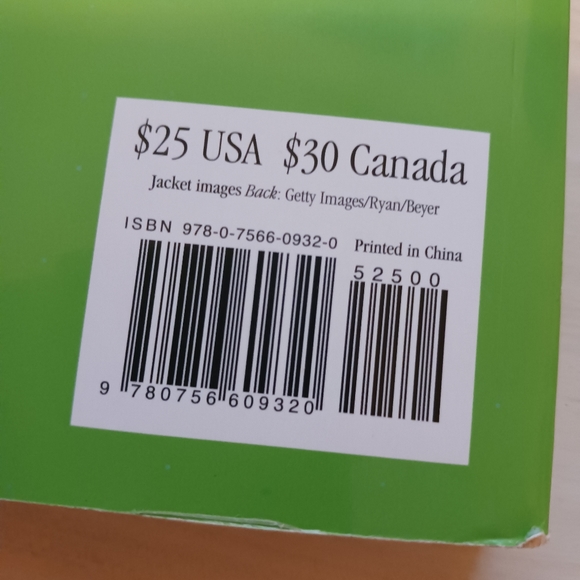 $25 USA $30 Canada
Jacket images Back: Getty Images/Ryan/Beyer
ISBN 978-0-7566-0932-0
Printed in China
52500
9 780756 609320